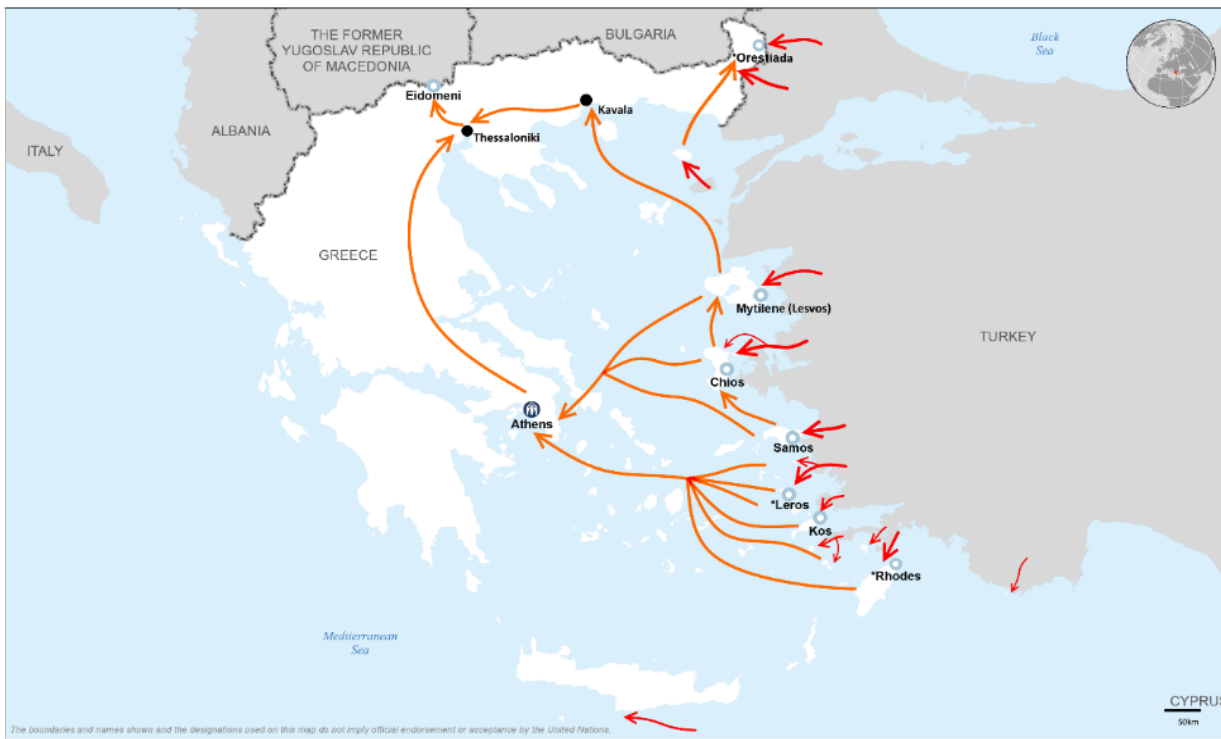 THE FORMER
YUGOSLAV REPUBLIC
OF MACEDONIA
BULGARIA
Black
Sea
*Orestiada
Eidomeni
Kavala
ALBANIA
Thessaloniki
ITALY
GREECE
Mytilene (Lesvos)
TURKEY
Chios
Athens
Samos
*Leros
Kos
*Rhodes
Mediterranean
Sea
CYPRUS
50km
The boundaries and names shown and the designations used on this map do not imply official endorsement or acceptance by the United Nations.